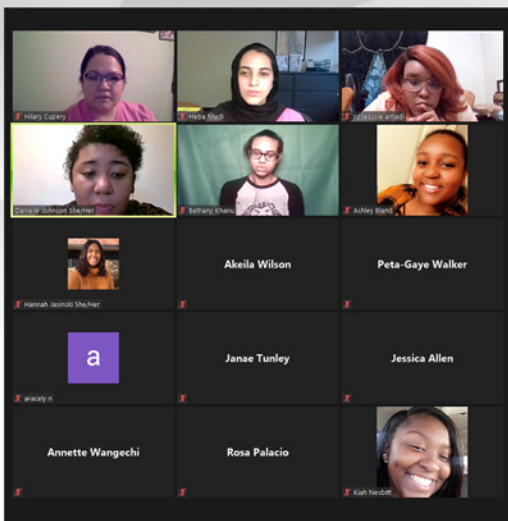 Hilary Cupery
Heba Madi
Danielle Johnson She/Her
Bethany Khanu
Ashley Bland
Hannah Jasinski She/Her
Akeila Wilson
Peta-Gaye Walker
a
aracely n
Janae Tunley
Jessica Allen
Annette Wangechi
Rosa Palacio
Kiah Nesbitt